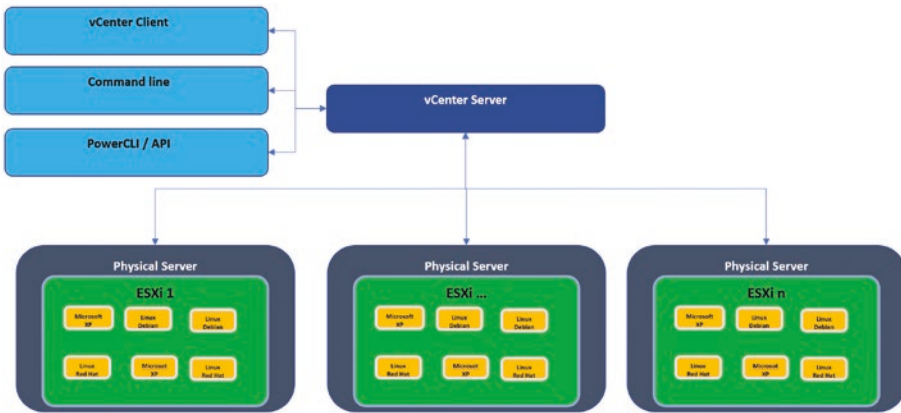 vCenter Client
Command line
PowerCLI / API
vCenter Server
Physical Server
ESXi 1
Microsoft
XP
Linux
Debian
Linux
Debian
Linux
Red Hat
Microsoft
XP
Linux
Red Hat
Physical Server
ESXi ...
Microsoft
XP
Linux
Debian
Linux
Debian
Linux
Red Hat
Microsoft
XP
Linux
Red Hat
Physical Server
ESXi n
Microsoft
XP
Linux
Debian
Linux
Debian
Linux
Red Hat
Microsoft
XP
Linux
Red Hat